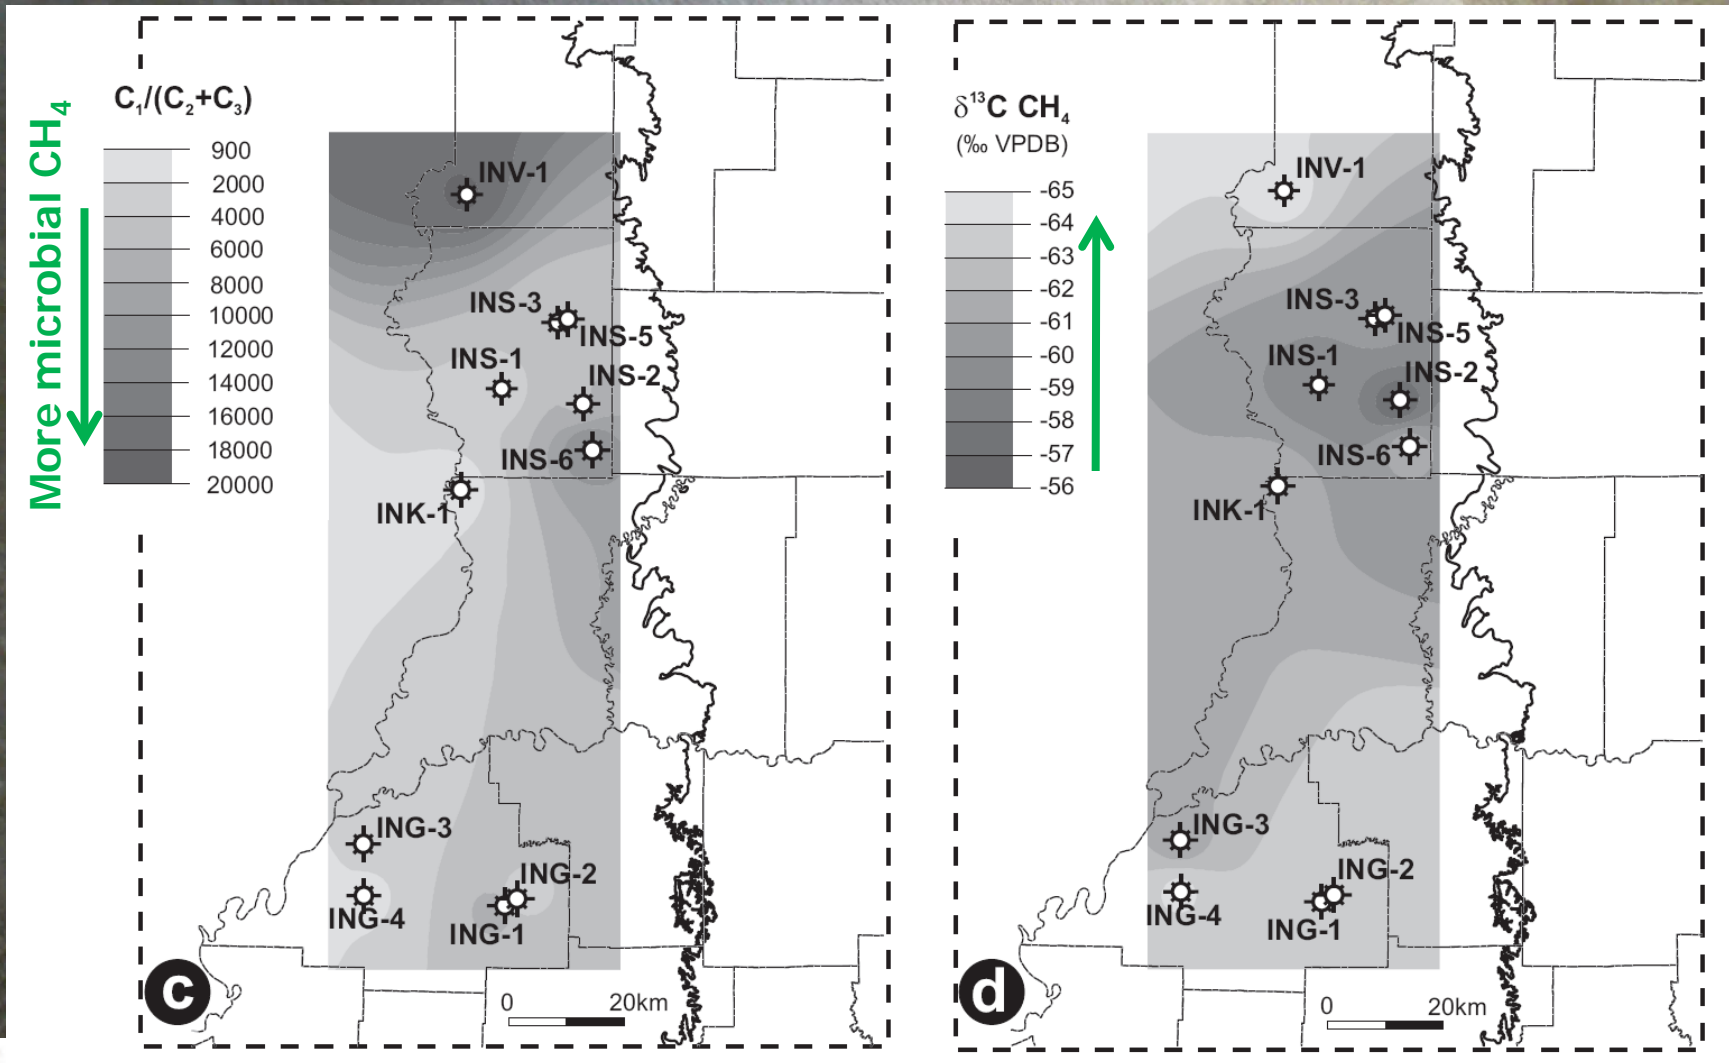 More microbial CH4
C1/(C2+C3)
900
2000
4000
6000
8000
10000
12000
14000
16000
18000
20000
INV-1
INS-3
INS-5
INS-1
INS-2
INS-6
INK-1
ING-3
ING-2
ING-4
ING-1
c
0 20km
δ13C CH4
(‰ VPDB)
-65
-64
-63
-62
-61
-60
-59
-58
-57
-56
INV-1
INS-3
INS-5
INS-1
INS-2
INS-6
INK-1
ING-3
ING-2
ING-4
ING-1
d
0 20km